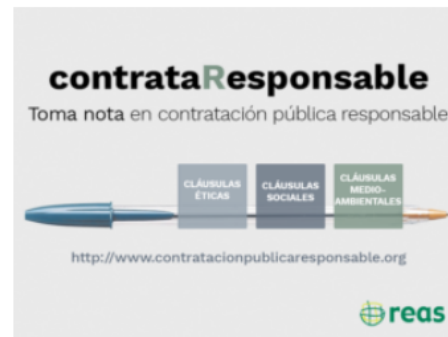 contrataResponsable
Toma nota en contratación pública responsable
CLÁUSULAS
ÉTICAS
CLÁUSULAS
SOCIALES
CLÁUSULAS
MEDIO-
AMBIENTALES
http://www.contratacionpublicaresponsable.org
reas